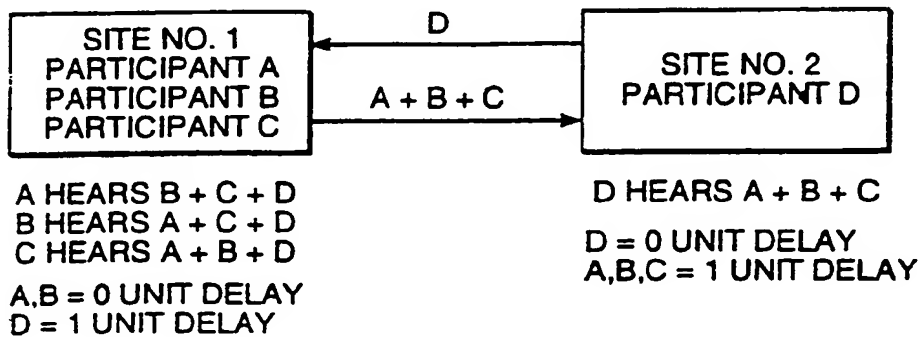 SITE NO. 1
PARTICIPANT A
PARTICIPANT B
PARTICIPANT C
D
A + B + C
SITE NO. 2
PARTICIPANT D
A HEARS B + C + D
B HEARS A + C + D
C HEARS A + B + D
A,B = 0 UNIT DELAY
D = 1 UNIT DELAY
D HEARS A + B + C
D = 0 UNIT DELAY
A,B,C = 1 UNIT DELAY